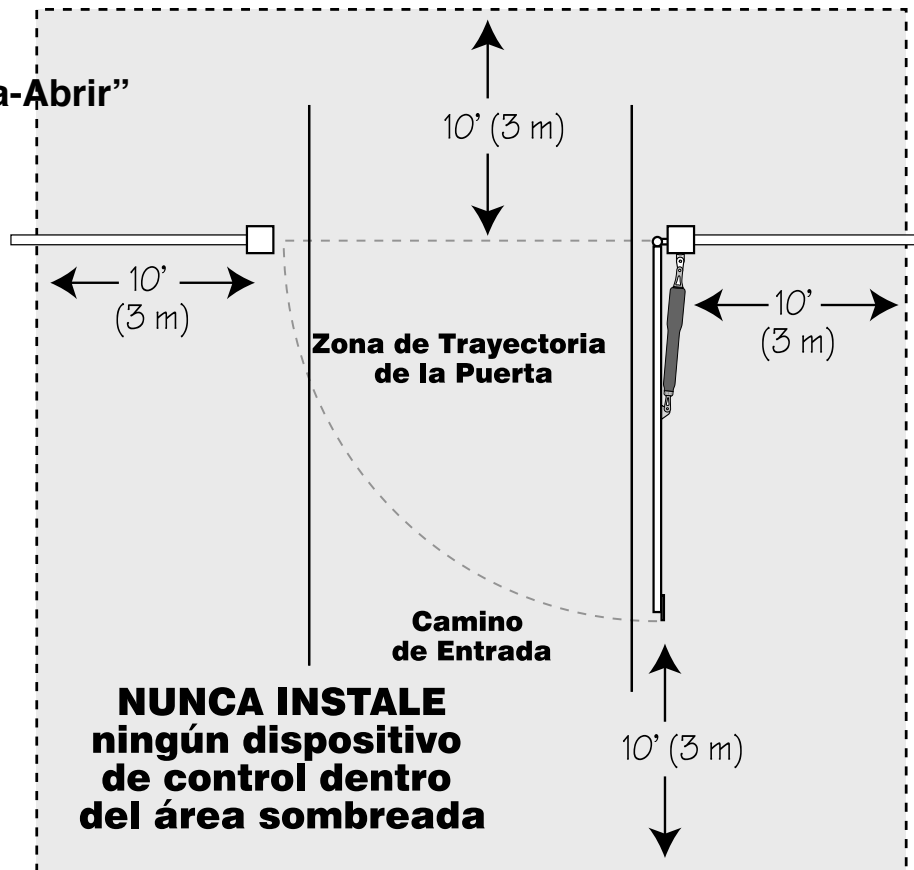 a-Abrir”
10’ (3 m)
10’
(3 m)
10’
(3 m)
Zona de Trayectoria
de la Puerta
Camino
de Entrada
NUNCA INSTALE
ningún dispositivo
de control dentro
del área sombreada
10’ (3 m)